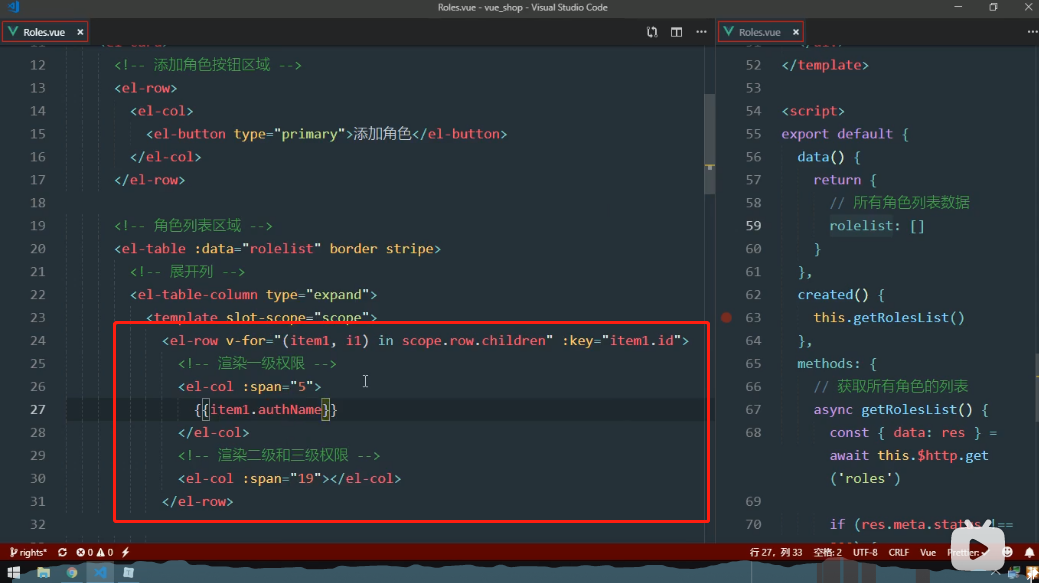 Roles.vue - vue_shop - Visual Studio Code
Roles.vue ×
12 <!-- 添加角色按钮区域 -->
13 <el-row>
14 <el-col>
15 <el-button type="primary">添加角色</el-button>
16 </el-col>
17 </el-row>
18
19 <!-- 角色列表区域 -->
20 <el-table :data="rolelist" border stripe>
21 <!-- 展开列 -->
22 <el-table-column type="expand">
23 <template slot-scope="scope">
24 <el-row v-for="(item1, i1) in scope.row.children" :key="item1.id">
25 <!-- 渲染一级权限 -->
26 <el-col :span="5">
27 {{item1.authName}}
28 </el-col>
29 <!-- 渲染二级和三级权限 -->
30 <el-col :span="19"></el-col>
31 </el-row>
32
Roles.vue ×
52 </template>
53
54 <script>
55 export default {
56 data() {
57 return {
58 // 所有角色列表数据
59 rolelist: []
60 }
61 },
62 created() {
63 this.getRolesList()
64 },
65 methods: {
66 // 获取所有角色的列表
67 async getRolesList() {
68 const { data: res } =
await this.$http.get
('roles')
69
70 if (res.meta.status !==
rights* 0 0 行 27，列 33 空格: 2 UTF-8 CRLF Vue Prettier: ✓